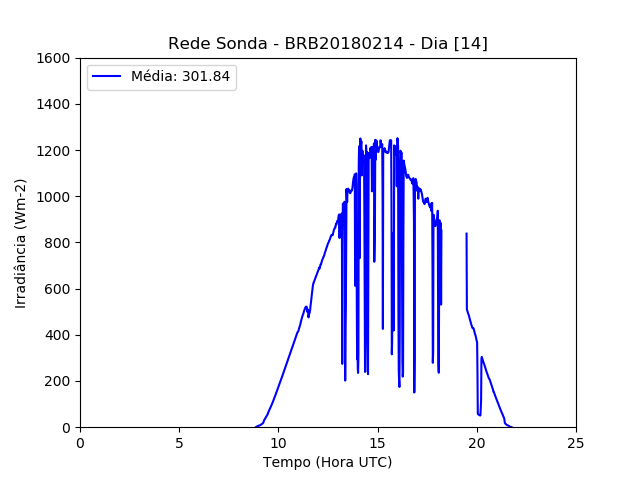 Rede Sonda - BRB20180214 - Dia [14]
Média: 301.84
Irradiância (Wm-2)
1600
1400
1200
1000
800
600
400
200
0
0 5 10 15 20 25
Tempo (Hora UTC)